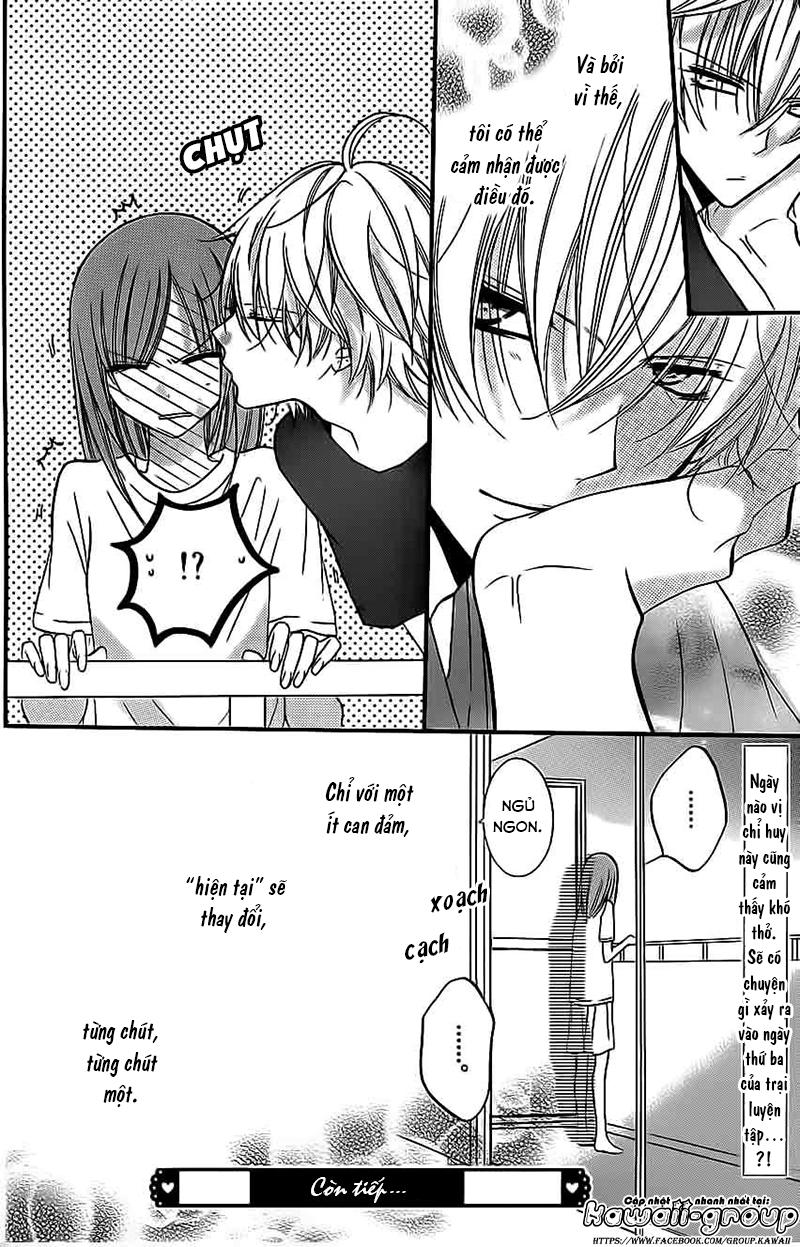 Và bởi
vì thế,
tôi có thể
cảm nhận được
điều đó.
CHỤT
!?
Ngày
nào vị
chỉ huy
này cũng
cảm
thấy khó
thở.
Sẽ có
chuyện
gì xảy ra
vào ngày
thứ ba
của trại
luyện
tập...
?!
......
NGỦ
NGON.
xoạch
cạch
......。
Chỉ với một
ít can đảm,
“hiện tại” sẽ
thay đổi,
từng chút,
từng chút
một.
Còn tiếp...
Cập nhật nhanh nhất tại:
Kawaii-group
HTTPS://WWW.FACEBOOK.COM/GROUP.KAWAII